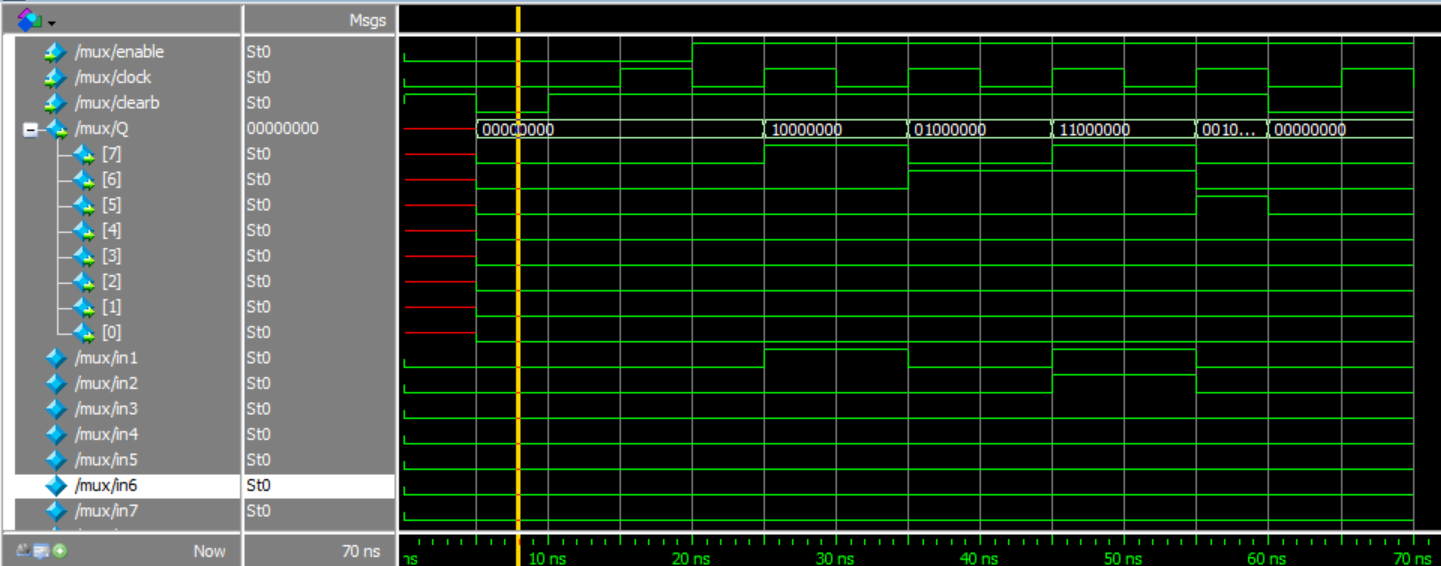 Msgs
/mux/enable St0
/mux/clock St0
/mux/clearb St0
/mux/Q 00000000 00000000 10000000 01000000 11000000 0010... 00000000
[7] St0
[6] St0
[5] St0
[4] St0
[3] St0
[2] St0
[1] St0
[0] St0
/mux/in1 St0
/mux/in2 St0
/mux/in3 St0
/mux/in4 St0
/mux/in5 St0
/mux/in6 St0
/mux/in7 St0
Now 70 ns ns 10 ns 20 ns 30 ns 40 ns 50 ns 60 ns 70 ns